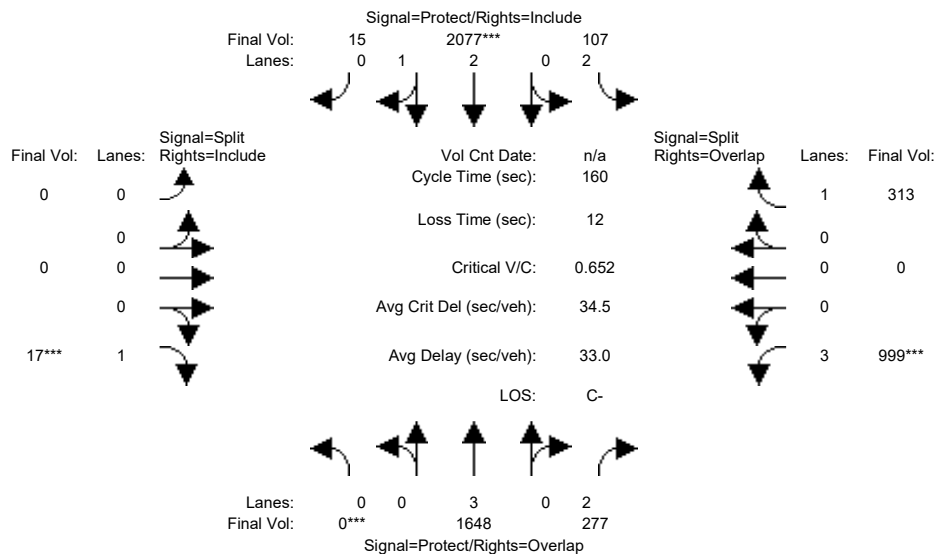 Signal=Protect/Rights=Include
Final Vol: 15 2077*** 107
Lanes: 0 1 2 0 2
Signal=Split
Final Vol: Lanes: Rights=Include
Vol Cnt Date: n/a
Signal=Split
Rights=Overlap Lanes: Final Vol:
Cycle Time (sec): 160
0 0
1 313
Loss Time (sec): 12
0
0
0 0
Critical V/C: 0.652
0 0
0
Avg Crit Del (sec/veh): 34.5
0
17*** 1
Avg Delay (sec/veh): 33.0
3 999***
LOS: C-
Lanes: 0 0 3 0 2
Final Vol: 0*** 1648 277
Signal=Protect/Rights=Overlap